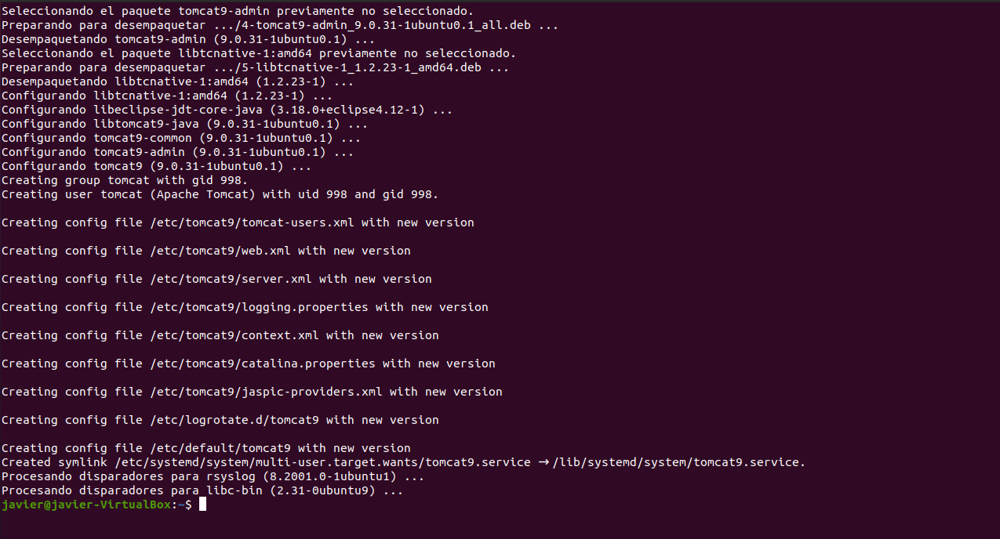 Seleccionando el paquete tomcat9-admin previamente no seleccionado.
Preparando para desempaquetar .../4-tomcat9-admin_9.0.31-1ubuntu0.1_all.deb ...
Desempaquetando tomcat9-admin (9.0.31-1ubuntu0.1) ...
Seleccionando el paquete libtcnative-1:amd64 previamente no seleccionado.
Preparando para desempaquetar .../5-libtcnative-1_1.2.23-1_amd64.deb ...
Desempaquetando libtcnative-1:amd64 (1.2.23-1) ...
Configurando libtcnative-1:amd64 (1.2.23-1) ...
Configurando libeclipse-jdt-core-java (3.18.0+eclipse4.12-1) ...
Configurando libtomcat9-java (9.0.31-1ubuntu0.1) ...
Configurando tomcat9-common (9.0.31-1ubuntu0.1) ...
Configurando tomcat9-admin (9.0.31-1ubuntu0.1) ...
Configurando tomcat9 (9.0.31-1ubuntu0.1) ...
Creating group tomcat with gid 998.
Creating user tomcat (Apache Tomcat) with uid 998 and gid 998.
Creating config file /etc/tomcat9/tomcat-users.xml with new version
Creating config file /etc/tomcat9/web.xml with new version
Creating config file /etc/tomcat9/server.xml with new version
Creating config file /etc/tomcat9/logging.properties with new version
Creating config file /etc/tomcat9/context.xml with new version
Creating config file /etc/tomcat9/catalina.properties with new version
Creating config file /etc/tomcat9/jaspic-providers.xml with new version
Creating config file /etc/logrotate.d/tomcat9 with new version
Creating config file /etc/default/tomcat9 with new version
Created symlink /etc/systemd/system/multi-user.target.wants/tomcat9.service → /lib/systemd/system/tomcat9.service.
Procesando disparadores para rsyslog (8.2001.0-1ubuntu1) ...
Procesando disparadores para libc-bin (2.31-0ubuntu9) ...
javier@javier-VirtualBox:~$